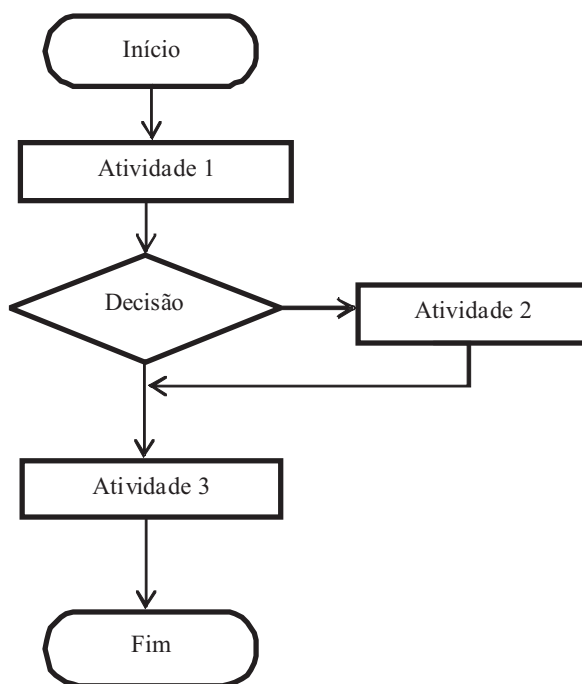 Início
Atividade 1
Decisão
Atividade 2
Atividade 3
Fim